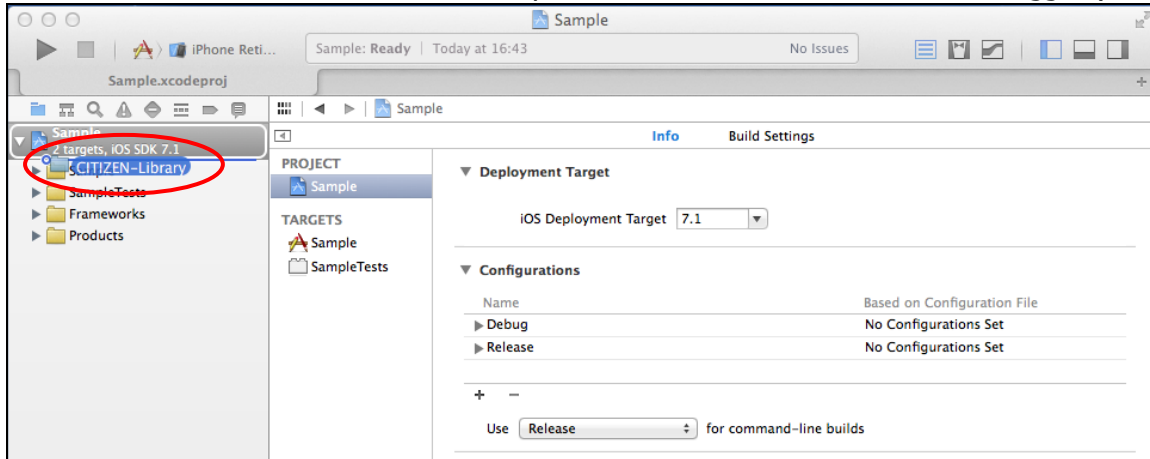 Sample
iPhone Reti...
Sample: Ready | Today at 16:43
No Issues
Sample.xcodeproj
Sample
Sample
2 targets, iOS SDK 7.1
CITIZEN-Library
SampleTests
Frameworks
Products
Info
Build Settings
PROJECT
Sample
TARGETS
Sample
SampleTests
Deployment Target
iOS Deployment Target 7.1
Configurations
Name
Based on Configuration File
Debug
No Configurations Set
Release
No Configurations Set
+ −
Use Release for command-line builds